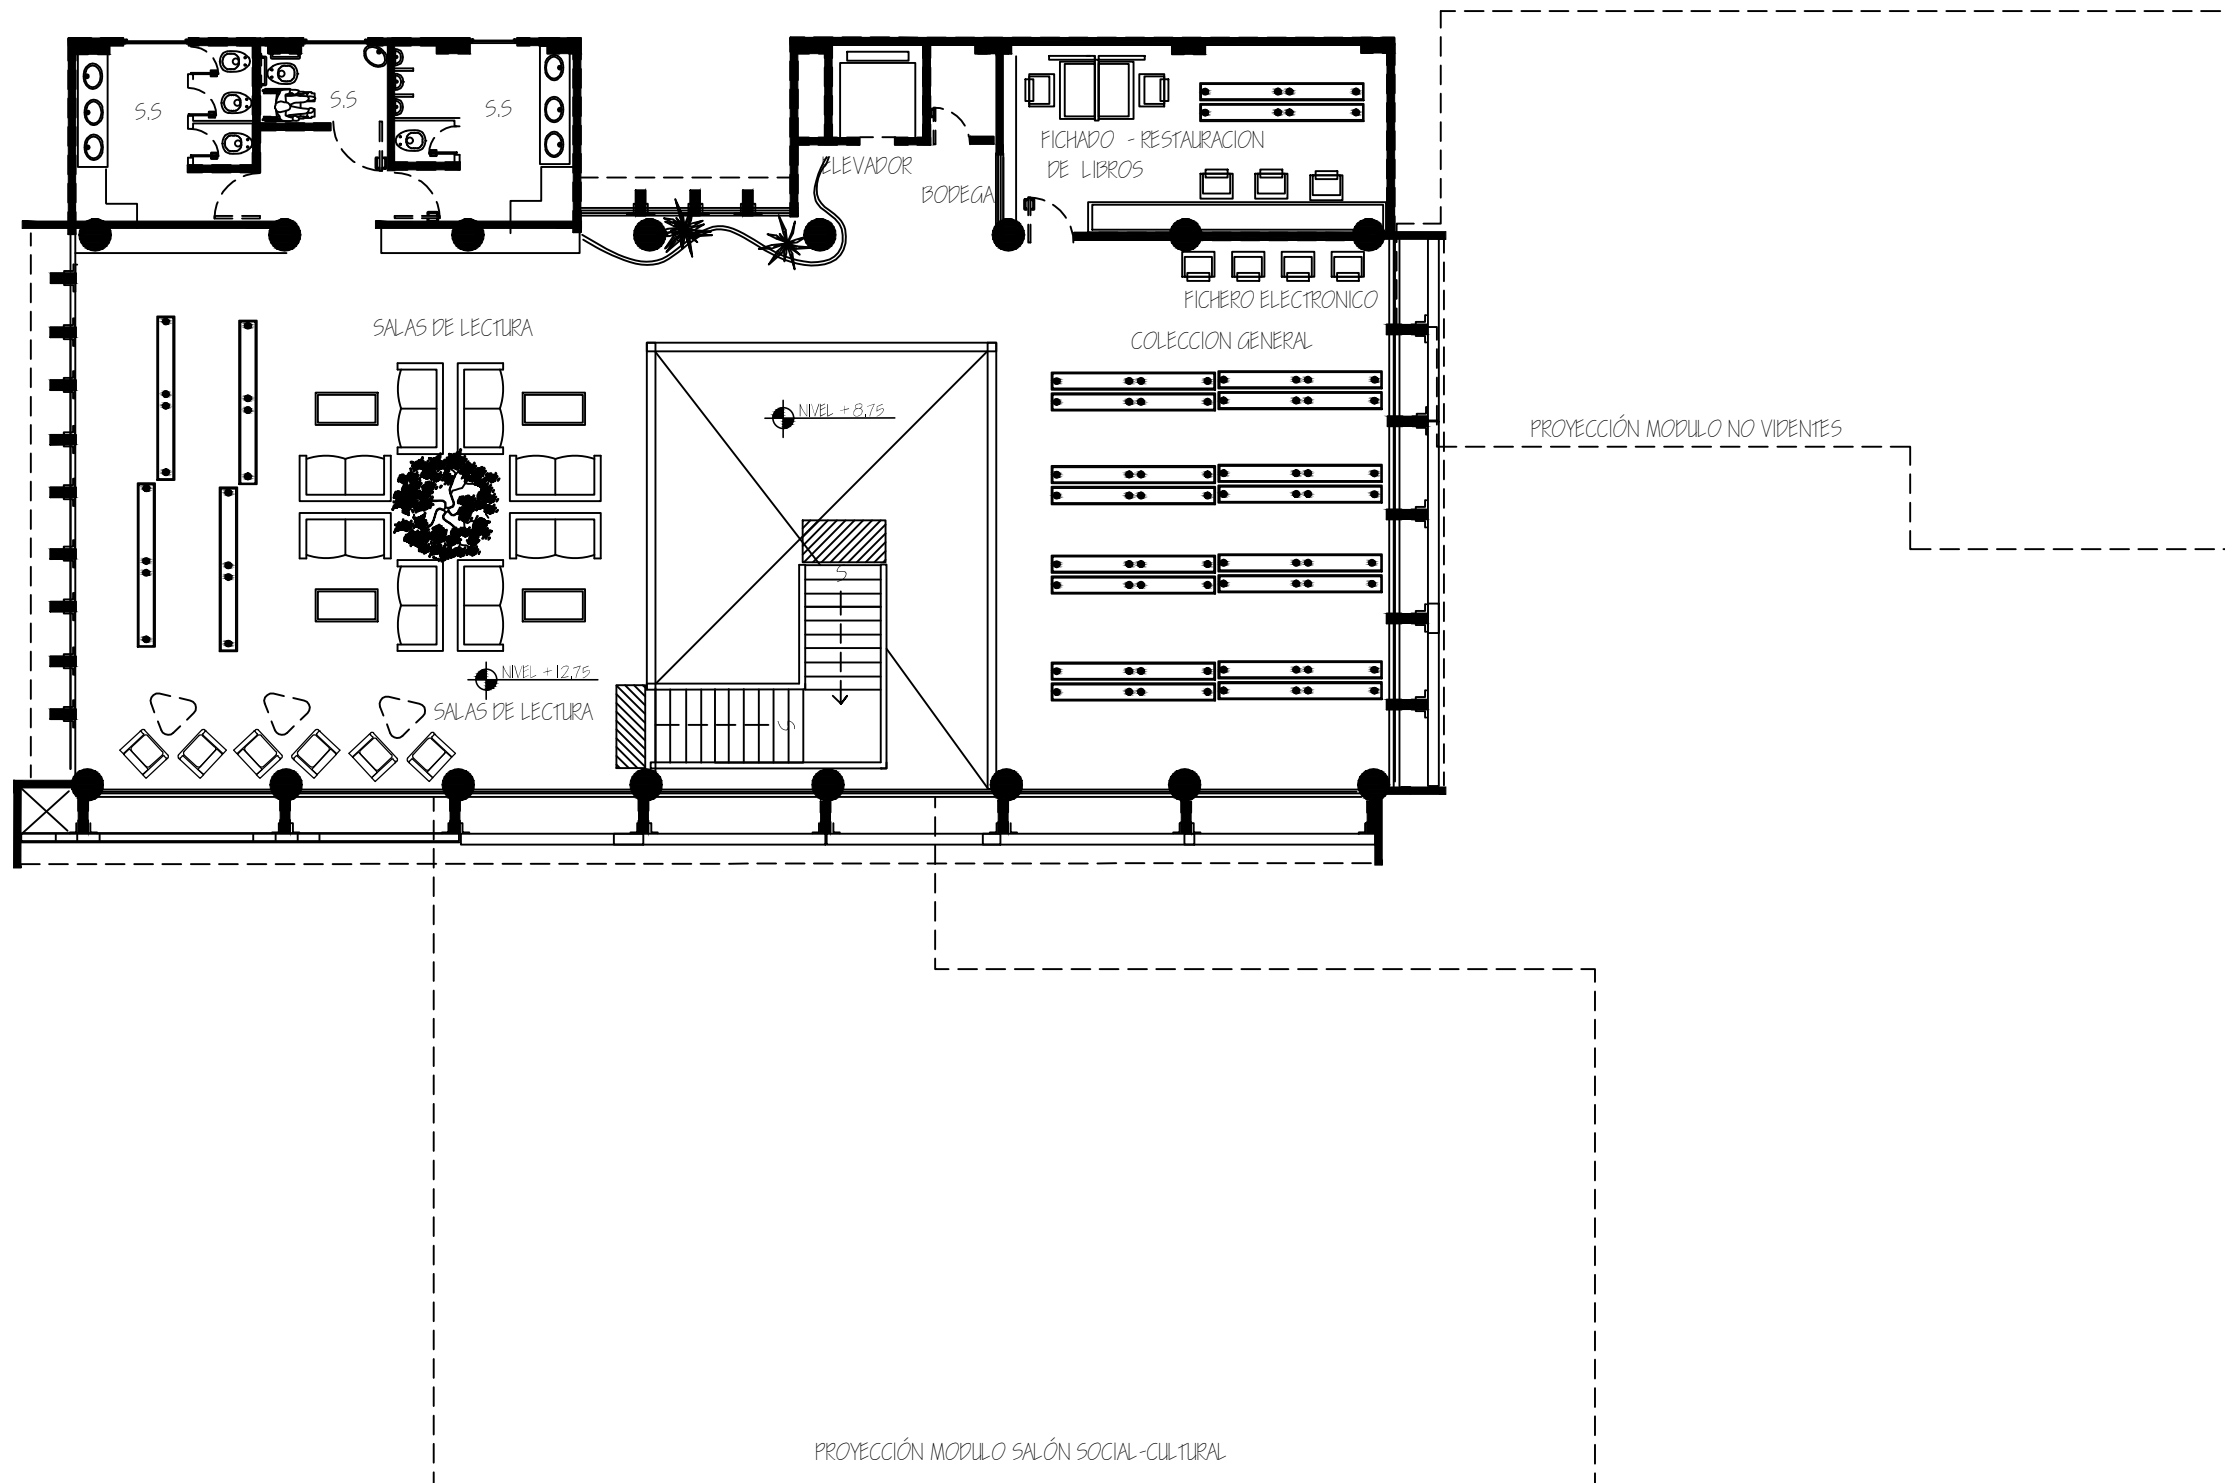 S.S
S.S
S.S
FICHADO - RESTAURACION
DE LIBROS
ELEVADOR
BODEGA
FICHERO ELECTRONICO
SALAS DE LECTURA
COLECCION GENERAL
NIVEL +8,75
PROYECCIÓN MODULO NO VIDENTES
S
NIVEL +12,75
SALAS DE LECTURA
S
PROYECCIÓN MODULO SALÓN SOCIAL-CULTURAL